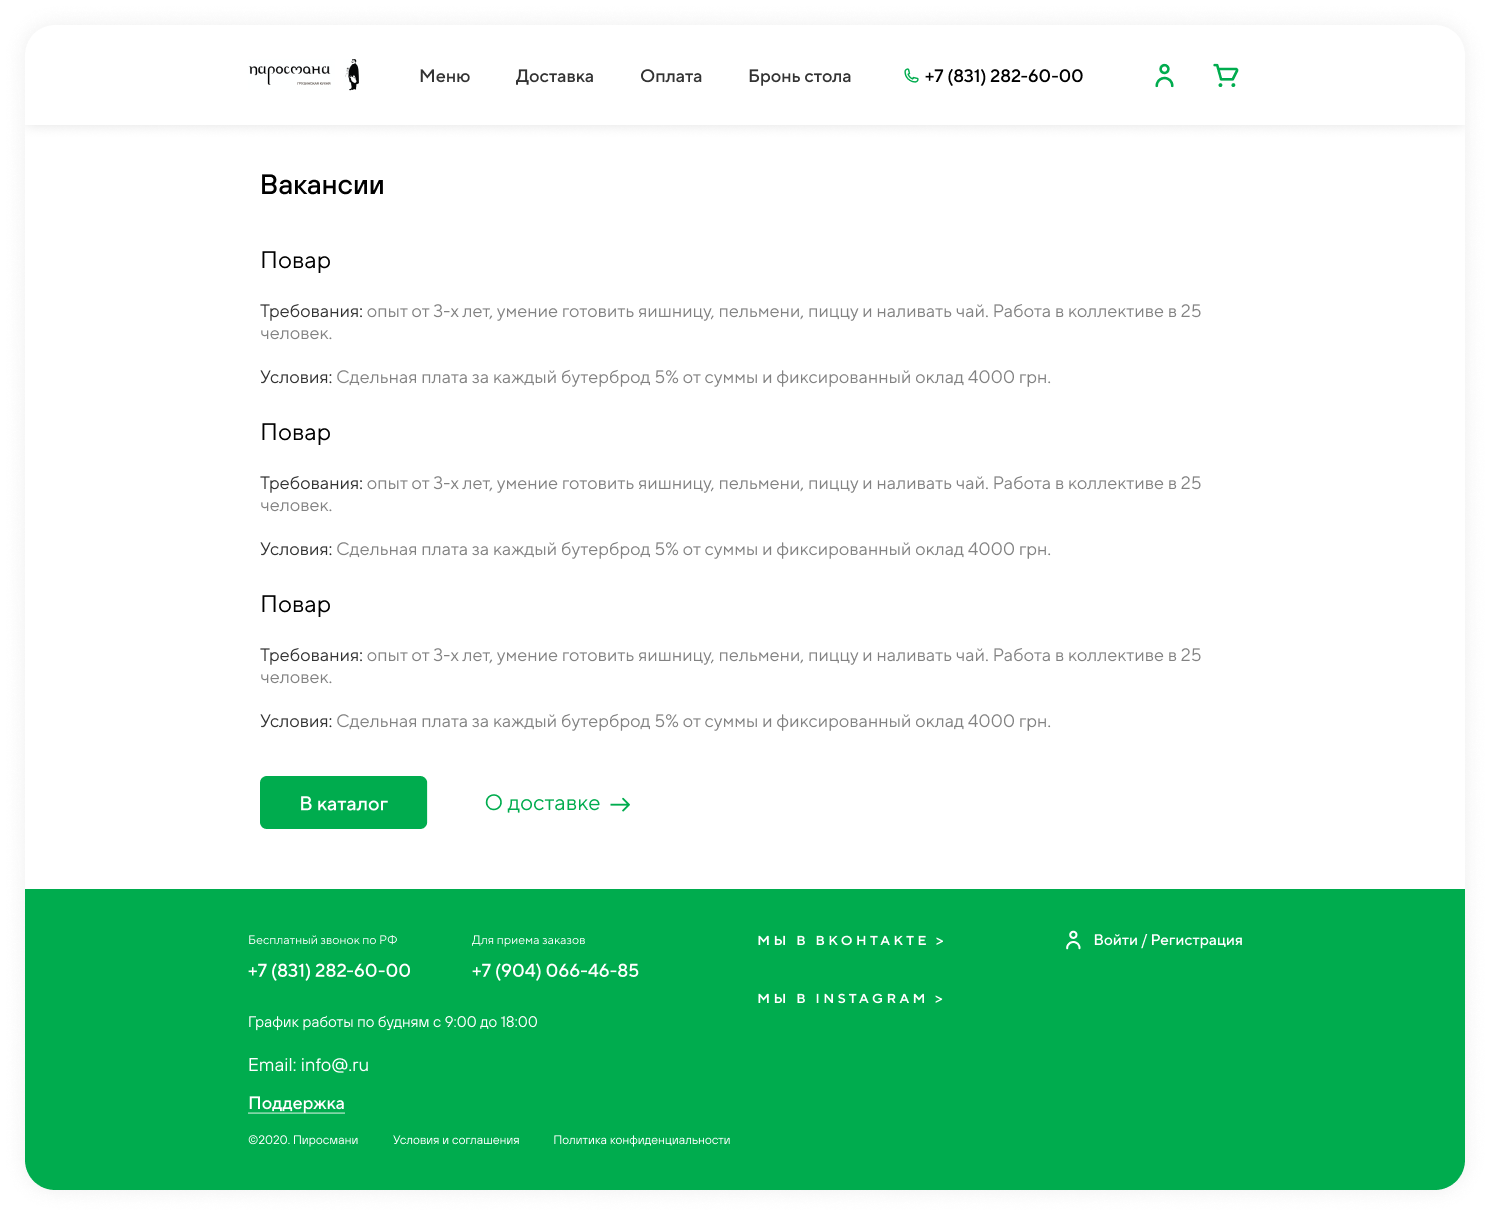 пиросмани
ГРУЗИНСКАЯ КУХНЯ
Меню
Доставка
Оплата
Бронь стола
+7 (831) 282-60-00
Вакансии
Повар
Требования: опыт от 3-х лет, умение готовить яишницу, пельмени, пиццу и наливать чай. Работа в коллективе в 25
человек.
Условия: Сдельная плата за каждый бутерброд 5% от суммы и фиксированный оклад 4000 грн.
Повар
Требования: опыт от 3-х лет, умение готовить яишницу, пельмени, пиццу и наливать чай. Работа в коллективе в 25
человек.
Условия: Сдельная плата за каждый бутерброд 5% от суммы и фиксированный оклад 4000 грн.
Повар
Требования: опыт от 3-х лет, умение готовить яишницу, пельмени, пиццу и наливать чай. Работа в коллективе в 25
человек.
Условия: Сдельная плата за каждый бутерброд 5% от суммы и фиксированный оклад 4000 грн.
В каталог
О доставке →
Бесплатный звонок по РФ
+7 (831) 282-60-00
Для приема заказов
+7 (904) 066-46-85
График работы по будням с 9:00 до 18:00
Email: info@.ru
Поддержка
©2020. Пиросмани
Условия и соглашения
Политика конфиденциальности
МЫ В ВКОНТАКТЕ >
МЫ В INSTAGRAM >
Войти / Регистрация